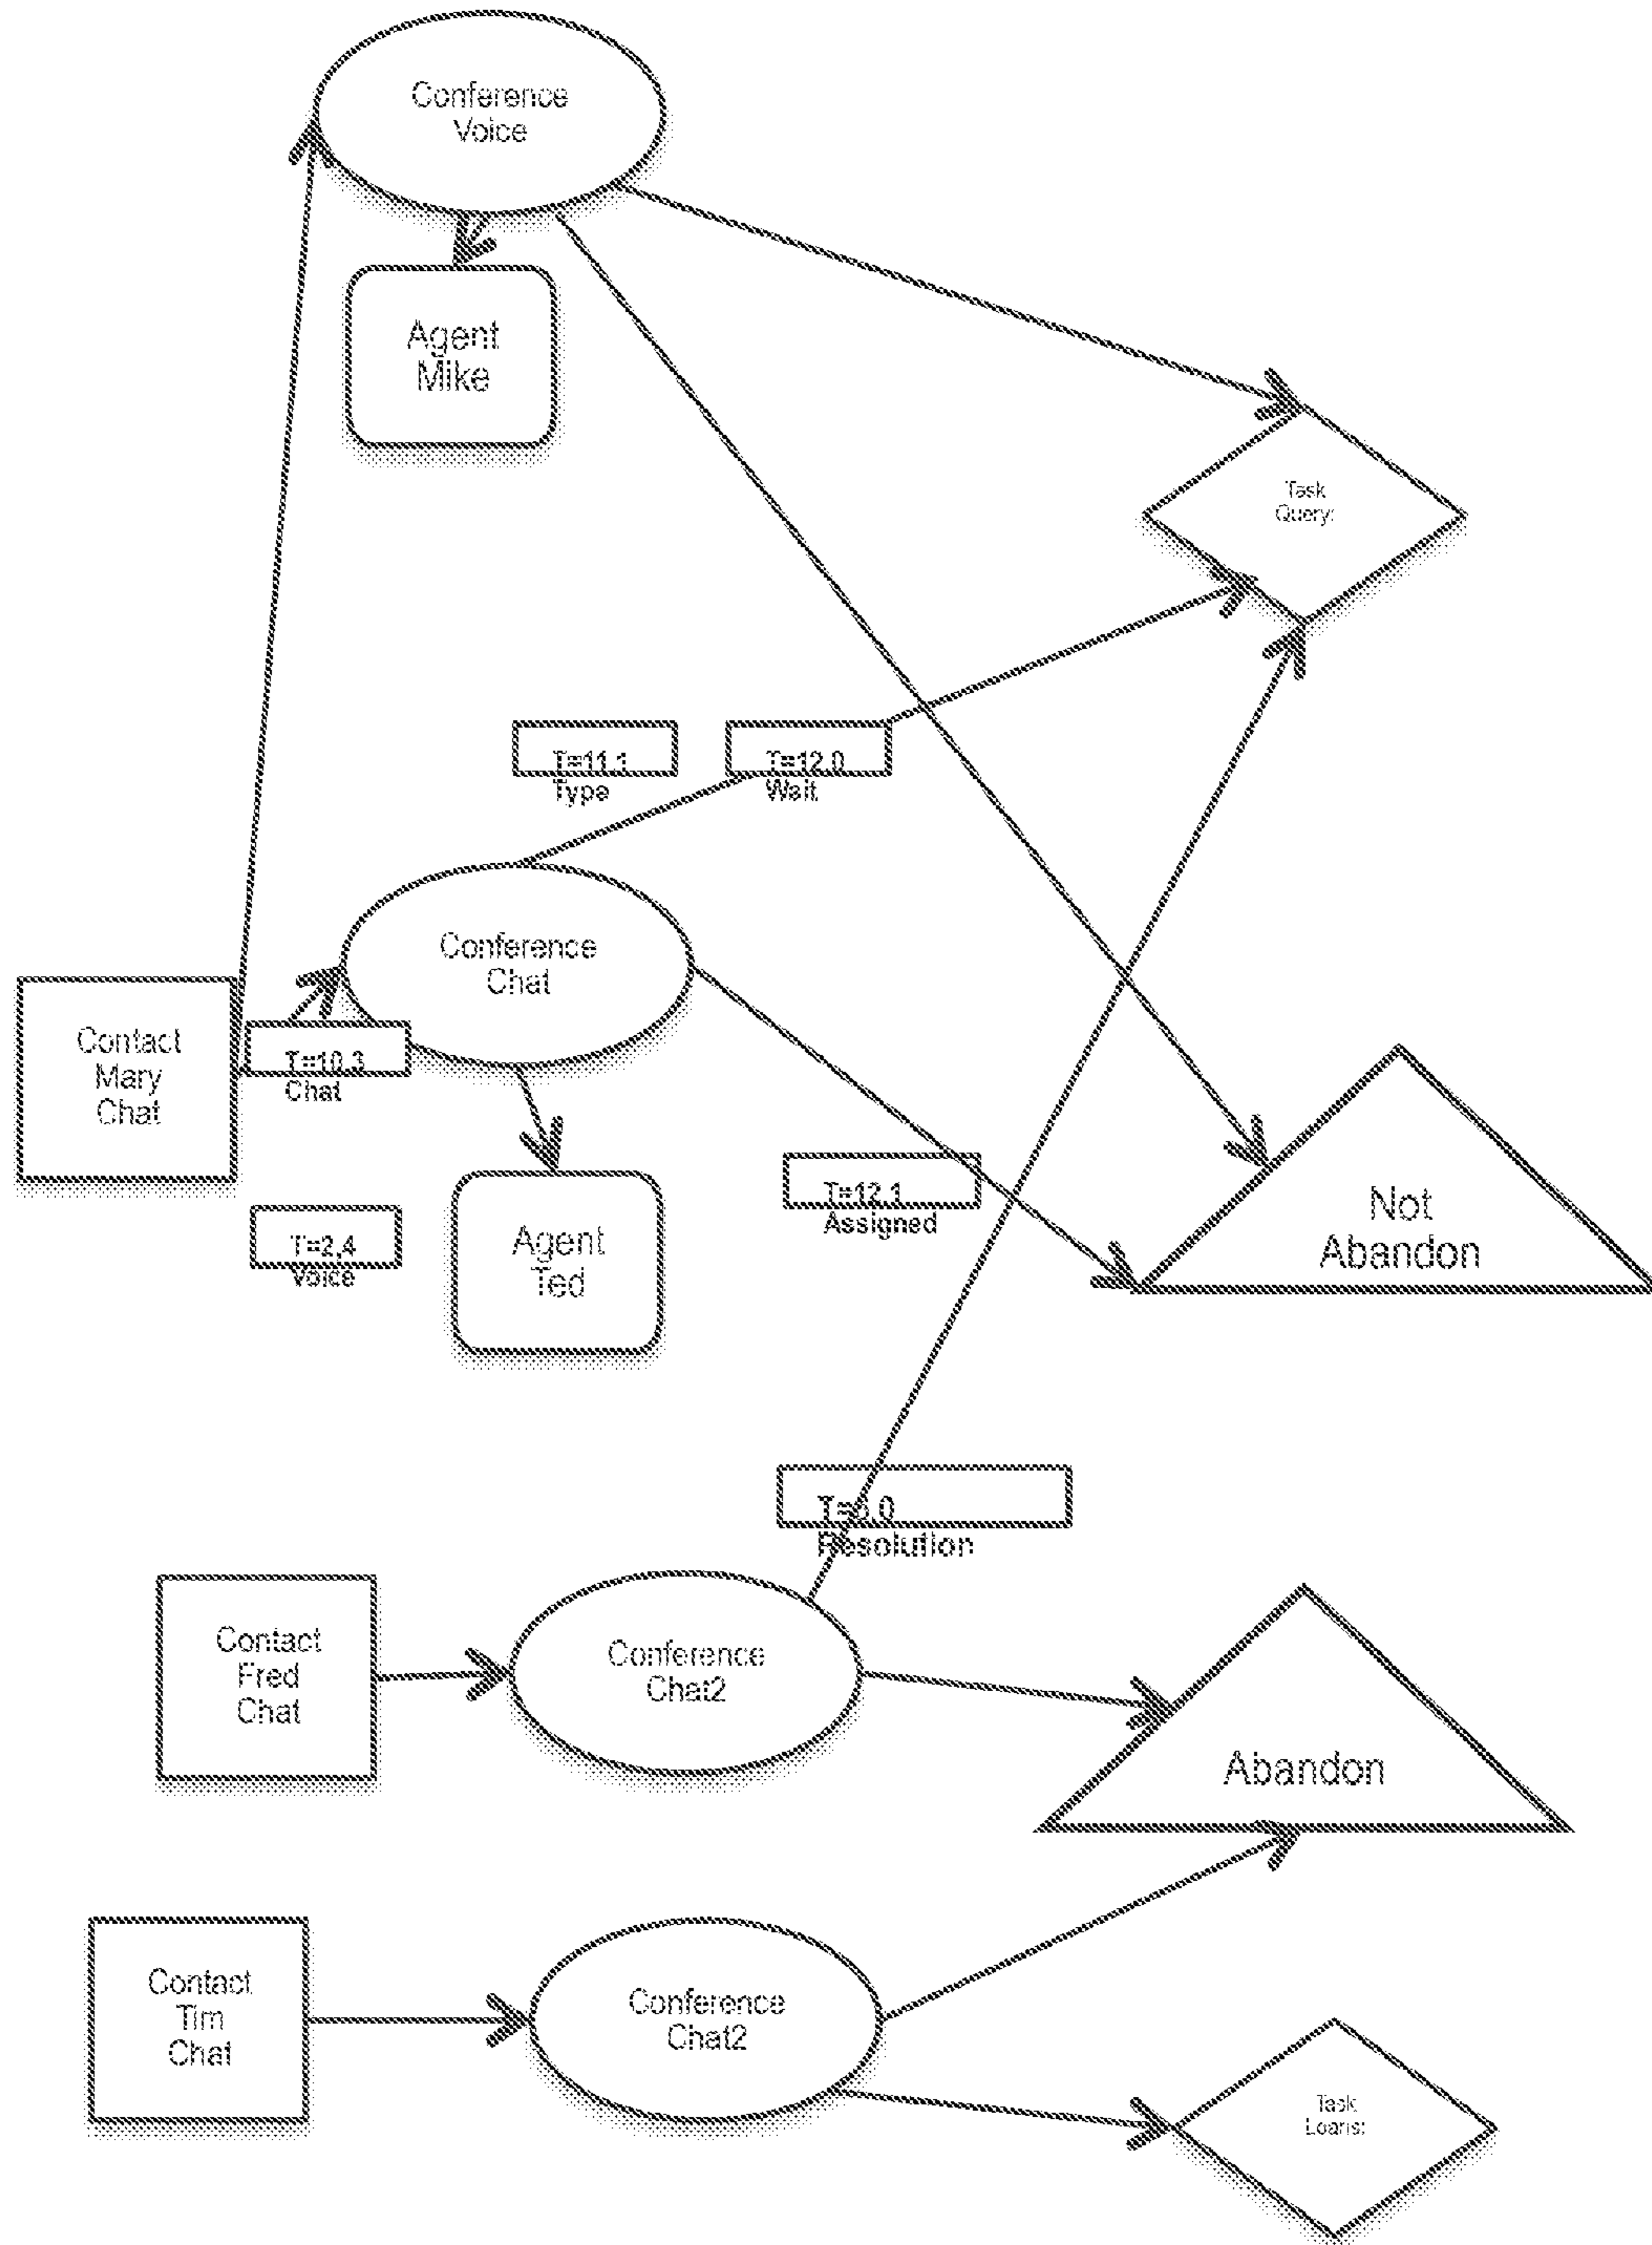 Conference
Voice
Agent
Mike
Task
Query:
T=11.1
Type
T=12.0
Wait
Conference
Chat
Contact
Mary
Chat
T=10.3
Chat
T=2.4
Voice
Agent
Ted
T=12.1
Assigned
Not
Abandon
T=6.0
Resolution
Contact
Fred
Chat
Conference
Chat2
Abandon
Contact
Tim
Chat
Conference
Chat2
Task
Loans: